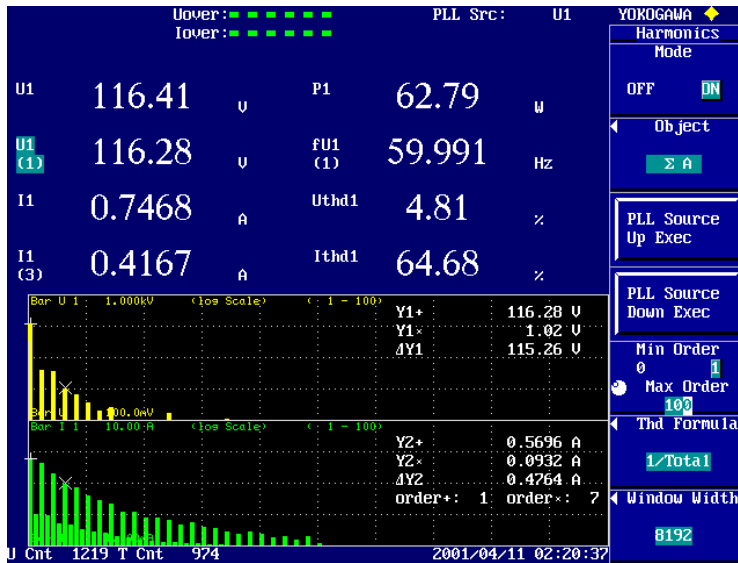 Uover: PLL Src: U1 YOKOGAWA
Iover: Harmonics
Mode
OFF ON
U1 116.41 V P1 62.79 W
U1 (1) 116.28 V fU1 (1) 59.991 Hz
I1 0.7468 A Uthd1 4.81 %
I1 (3) 0.4167 A Ithd1 64.68 %
Object
Σ A
PLL Source
Up Exec
PLL Source
Down Exec
Min Order
0 1
Max Order
100
Thd Formula
1/Total
Window Width
8192
Bar U 1 1.000kV (log Scale) ( 1 - 100)
Y1+ 116.28 V
Y1× 1.02 V
ΔY1 115.26 V
Bar I 1 10.00 A (log Scale) ( 1 - 100)
Y2+ 0.5696 A
Y2× 0.0932 A
ΔY2 0.4764 A
order+: 1 order×: 7
U Cnt 1219 T Cnt 974 2001/04/11 02:20:37